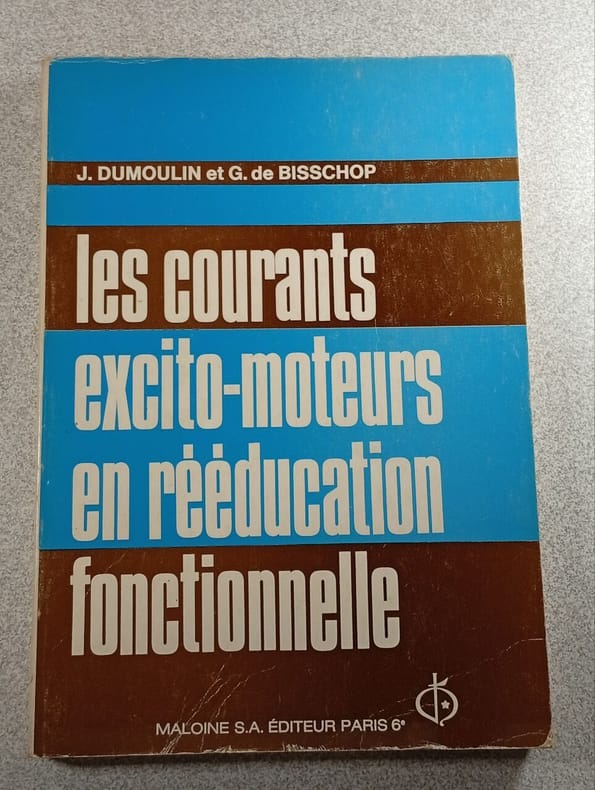 J. DUMOULIN et G. de BISSCHOP
les courants
excito-moteurs
en rééducation
fonctionnelle
MALOINE S.A. ÉDITEUR PARIS 6e